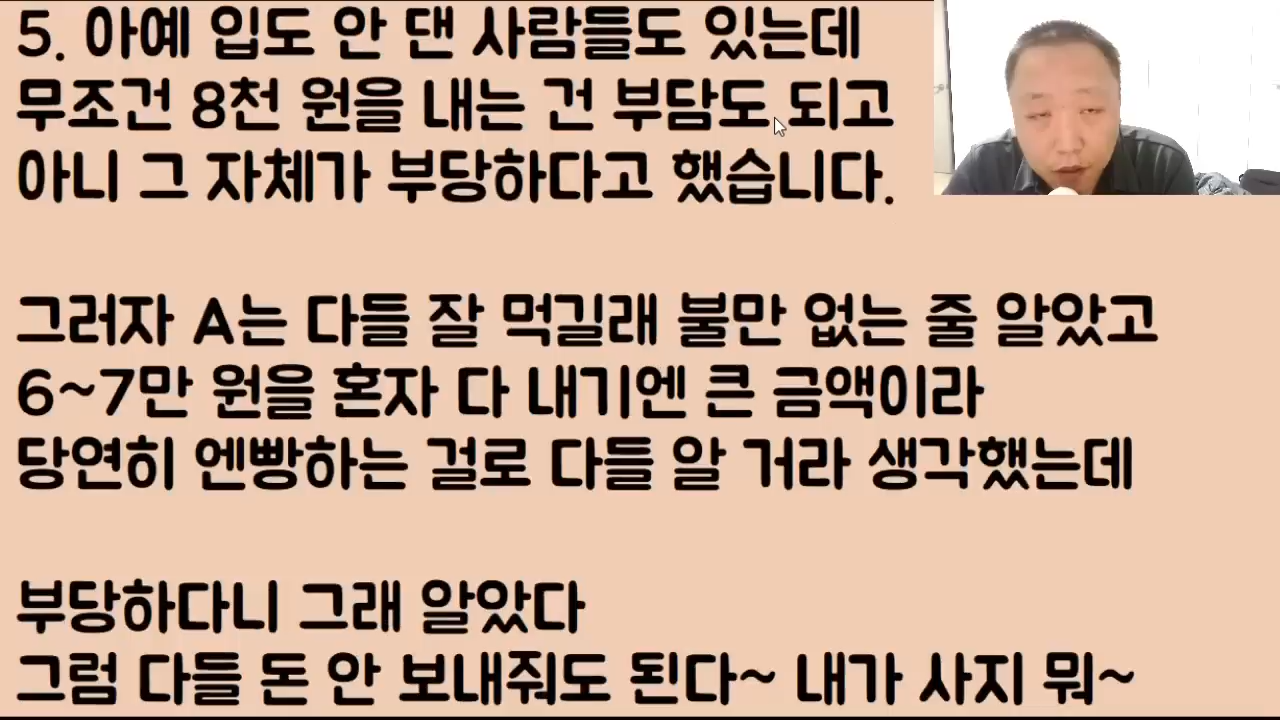 5. 아예 입도 안 댄 사람들도 있는데
무조건 8천 원을 내는 건 부담도 되고
아니 그 자체가 부당하다고 했습니다.
그러자 A는 다들 잘 먹길래 불만 없는 줄 알았고
6~7만 원을 혼자 다 내기엔 큰 금액이라
당연히 엔빵하는 걸로 다들 알 거라 생각했는데
부당하다니 그래 알았다
그럼 다들 돈 안 보내줘도 된다~ 내가 사지 뭐~